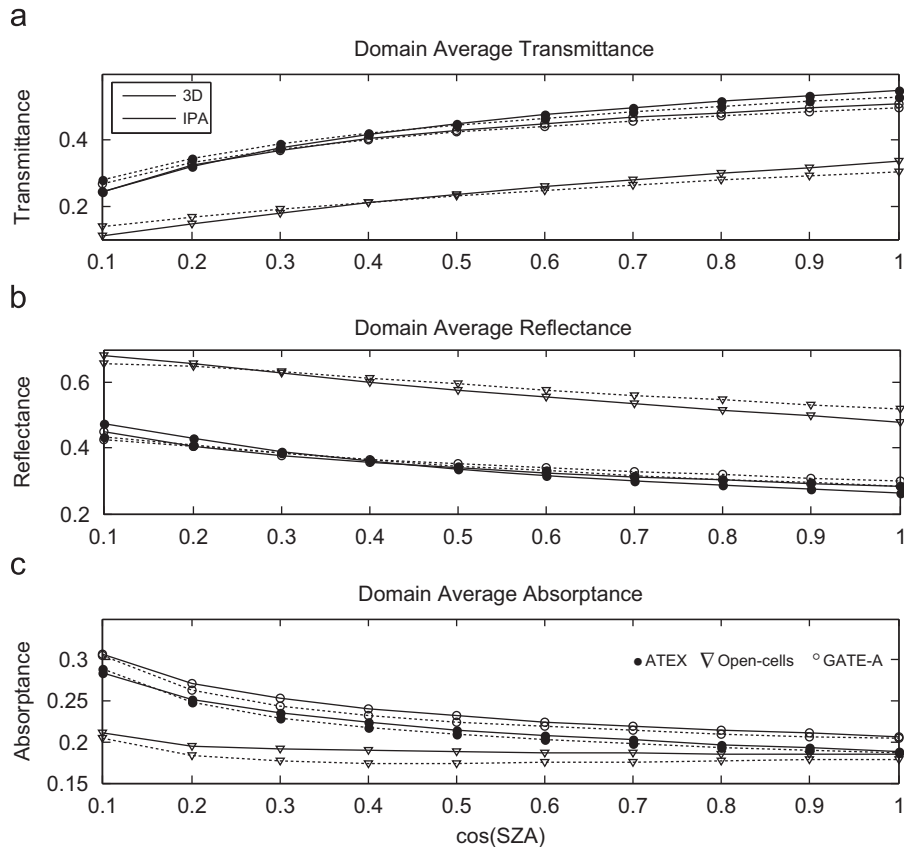 a
Domain Average Transmittance
Transmittance
0.4
0.2
3D
IPA
0.1 0.2 0.3 0.4 0.5 0.6 0.7 0.8 0.9 1
b
Domain Average Reflectance
Reflectance
0.6
0.4
0.2
0.1 0.2 0.3 0.4 0.5 0.6 0.7 0.8 0.9 1
c
Domain Average Absorptance
Absorptance
0.3
0.25
0.2
0.15
ATEX Open-cells GATE-A
0.1 0.2 0.3 0.4 0.5 0.6 0.7 0.8 0.9 1
cos(SZA)